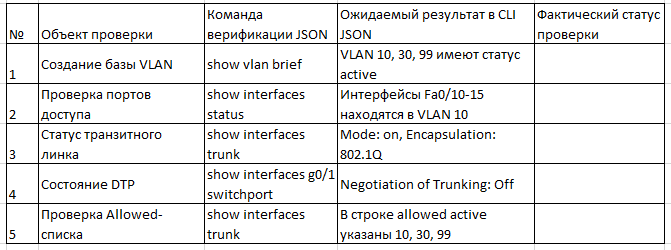 № Объект проверки Команда верификации JSON Ожидаемый результат в CLI JSON Фактический статус проверки
1 Создание базы VLAN show vlan brief VLAN 10, 30, 99 имеют статус active
2 Проверка портов доступа show interfaces status Интерфейсы Fa0/10-15 находятся в VLAN 10
3 Статус транзитного линка show interfaces trunk Mode: on, Encapsulation: 802.1Q
4 Состояние DTP show interfaces g0/1 switchport Negotiation of Trunking: Off
5 Проверка Allowed-списка show interfaces trunk В строке allowed active указаны 10, 30, 99